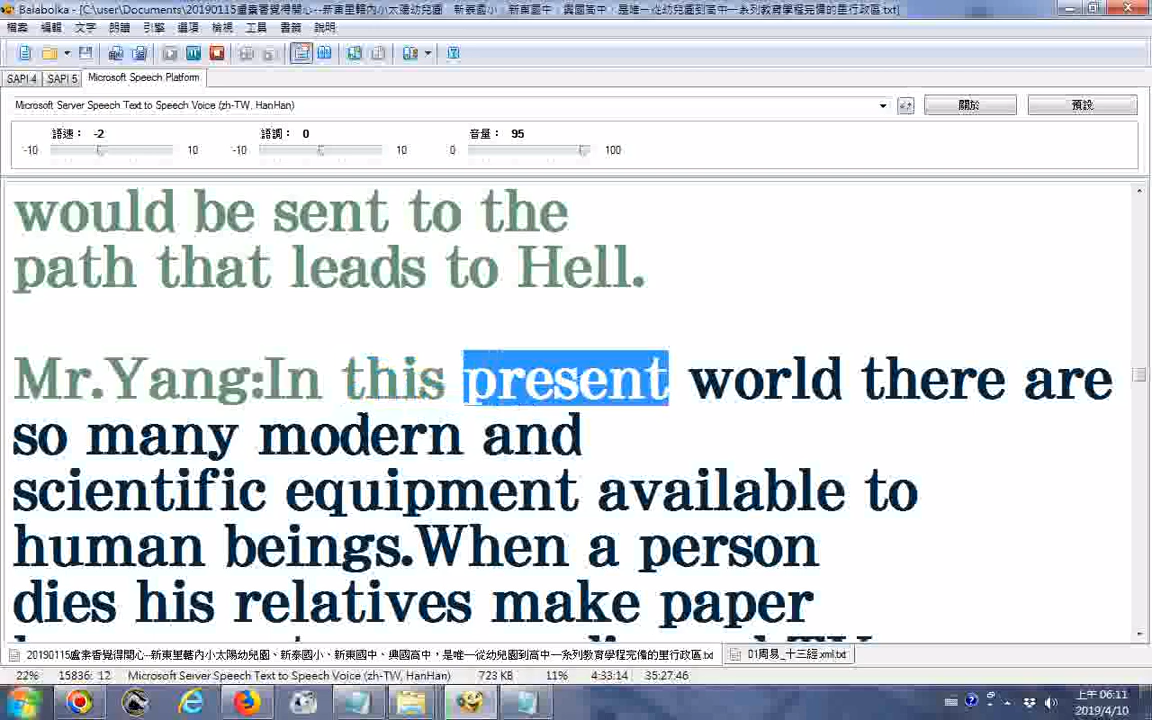 Balabolka - [C:\user\Documents\20190115盧素香覺得開心--新東里轄內小太陽幼兒園、新泰國小、新東國中、興國高中，是唯一從幼兒園到高中一系列教育學程完備的里行政區.txt]
檔案 編輯 文字 朗讀 引擎 選項 檢視 工具 書籤 說明
SAPI 4 SAPI 5 Microsoft Speech Platform
Microsoft Server Speech Text to Speech Voice (zh-TW, HanHan) 關於 預設
語速： -2 語調： 0 音量： 95
-10 10 -10 10 0 100
would be sent to the
path that leads to Hell.
Mr.Yang:In this present world there are
so many modern and
scientific equipment available to
human beings.When a person
dies his relatives make paper
20190115盧素香覺得開心--新東里轄內小太陽幼兒園、新泰國小、新東國中、興國高中，是唯一從幼兒園到高中一系列教育學程完備的里行政區.txt 01周易_十三經.xml.txt
22% 15836: 12 Microsoft Server Speech Text to Speech Voice (zh-TW, HanHan) 723 KB 11% 4:33:14 35:27:46
上午 06:11
2019/4/10